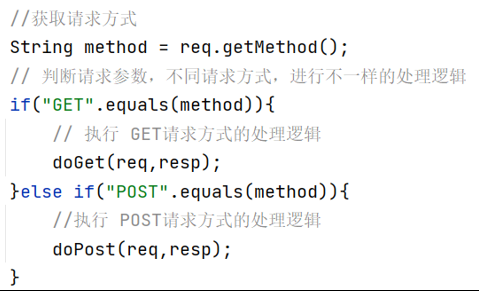 //获取请求方式
String method = req.getMethod();
// 判断请求参数，不同请求方式，进行不一样的处理逻辑
if("GET".equals(method)){
    // 执行 GET请求方式的处理逻辑
    doGet(req,resp);
}else if("POST".equals(method)){
    //执行 POST请求方式的处理逻辑
    doPost(req,resp);
}